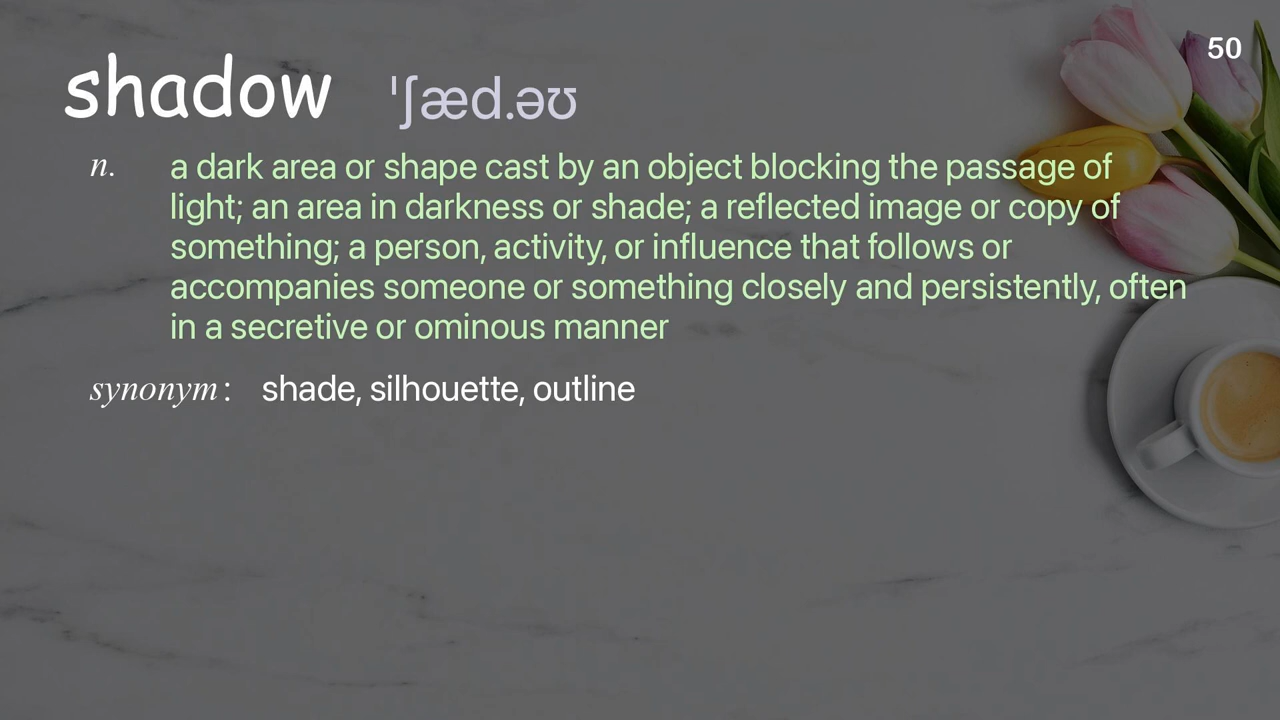 50
shadow ˈʃæd.əʊ
n. a dark area or shape cast by an object blocking the passage of
light; an area in darkness or shade; a reflected image or copy of
something; a person, activity, or influence that follows or
accompanies someone or something closely and persistently, often
in a secretive or ominous manner
synonym: shade, silhouette, outline